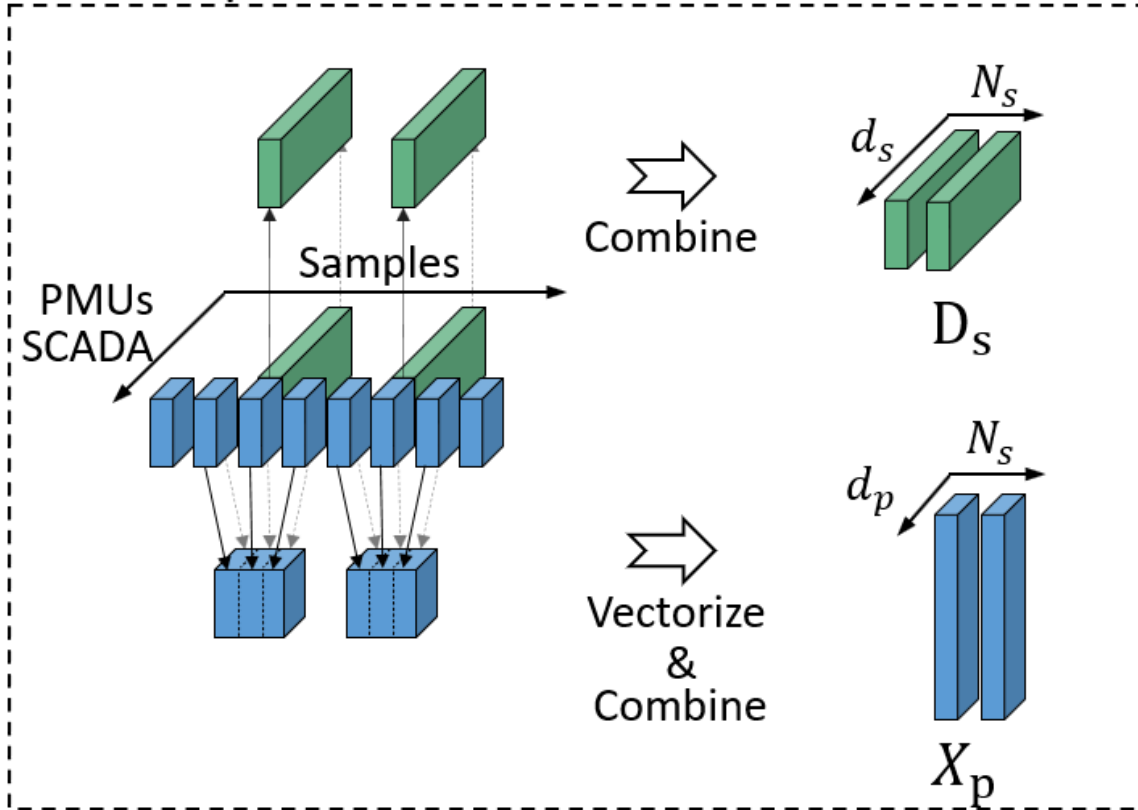 N_s
d_s
Combine
Samples
PMUs
SCADA
D_s
N_s
d_p
Vectorize
&
Combine
X_p